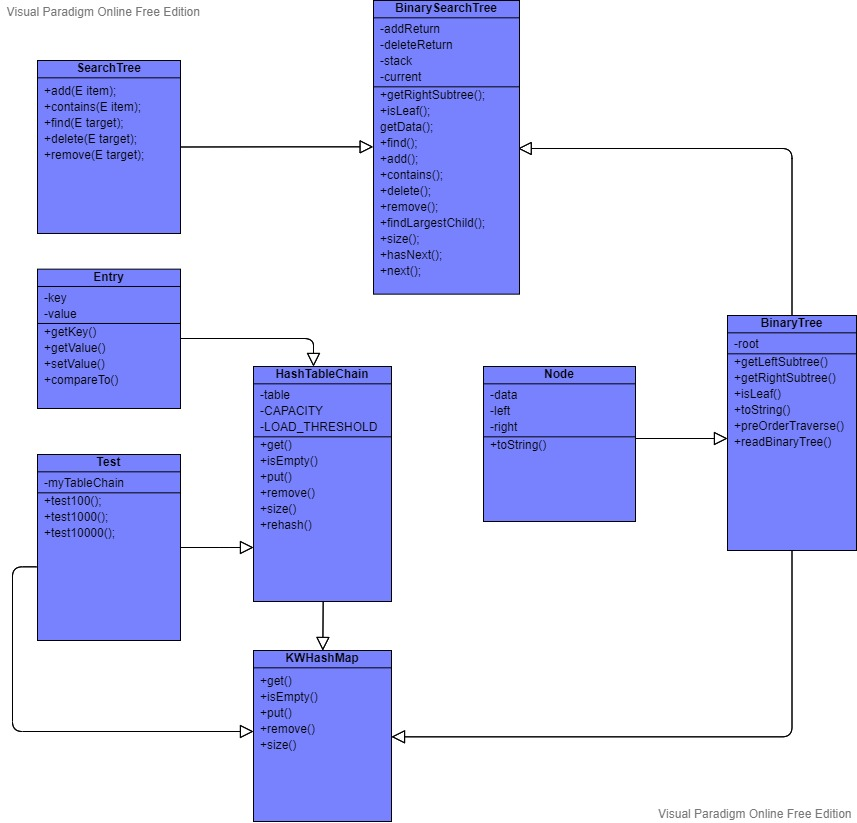 Visual Paradigm Online Free Edition
BinarySearchTree
-addReturn
-deleteReturn
-stack
-current
+getRightSubtree();
+isLeaf();
getData();
+find();
+add();
+contains();
+delete();
+remove();
+findLargestChild();
+size();
+hasNext();
+next();
SearchTree
+add(E item);
+contains(E item);
+find(E target);
+delete(E target);
+remove(E target);
Entry
-key
-value
+getKey()
+getValue()
+setValue()
+compareTo()
BinaryTree
-root
+getLeftSubtree()
+getRightSubtree()
+isLeaf()
+toString()
+preOrderTraverse()
+readBinaryTree()
HashTableChain
-table
-CAPACITY
-LOAD_THRESHOLD
+get()
+isEmpty()
+put()
+remove()
+size()
+rehash()
Node
-data
-left
-right
+toString()
Test
-myTableChain
+test100();
+test1000();
+test10000();
KWHashMap
+get()
+isEmpty()
+put()
+remove()
+size()
Visual Paradigm Online Free Edition